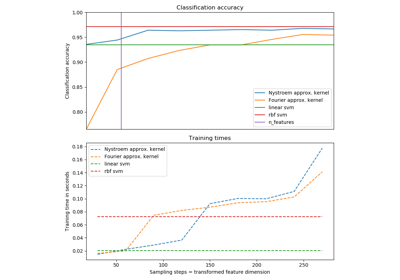 Classification accuracy
1.00
0.95
0.90
0.85
0.80
Classification accuracy
Nystroem approx. kernel
Fourier approx. kernel
linear svm
rbf svm
n_features
Training times
0.18
0.16
0.14
0.12
0.10
0.08
0.06
0.04
0.02
Training time in seconds
Nystroem approx. kernel
Fourier approx. kernel
linear svm
rbf svm
50
100
150
200
250
Sampling steps = transformed feature dimension